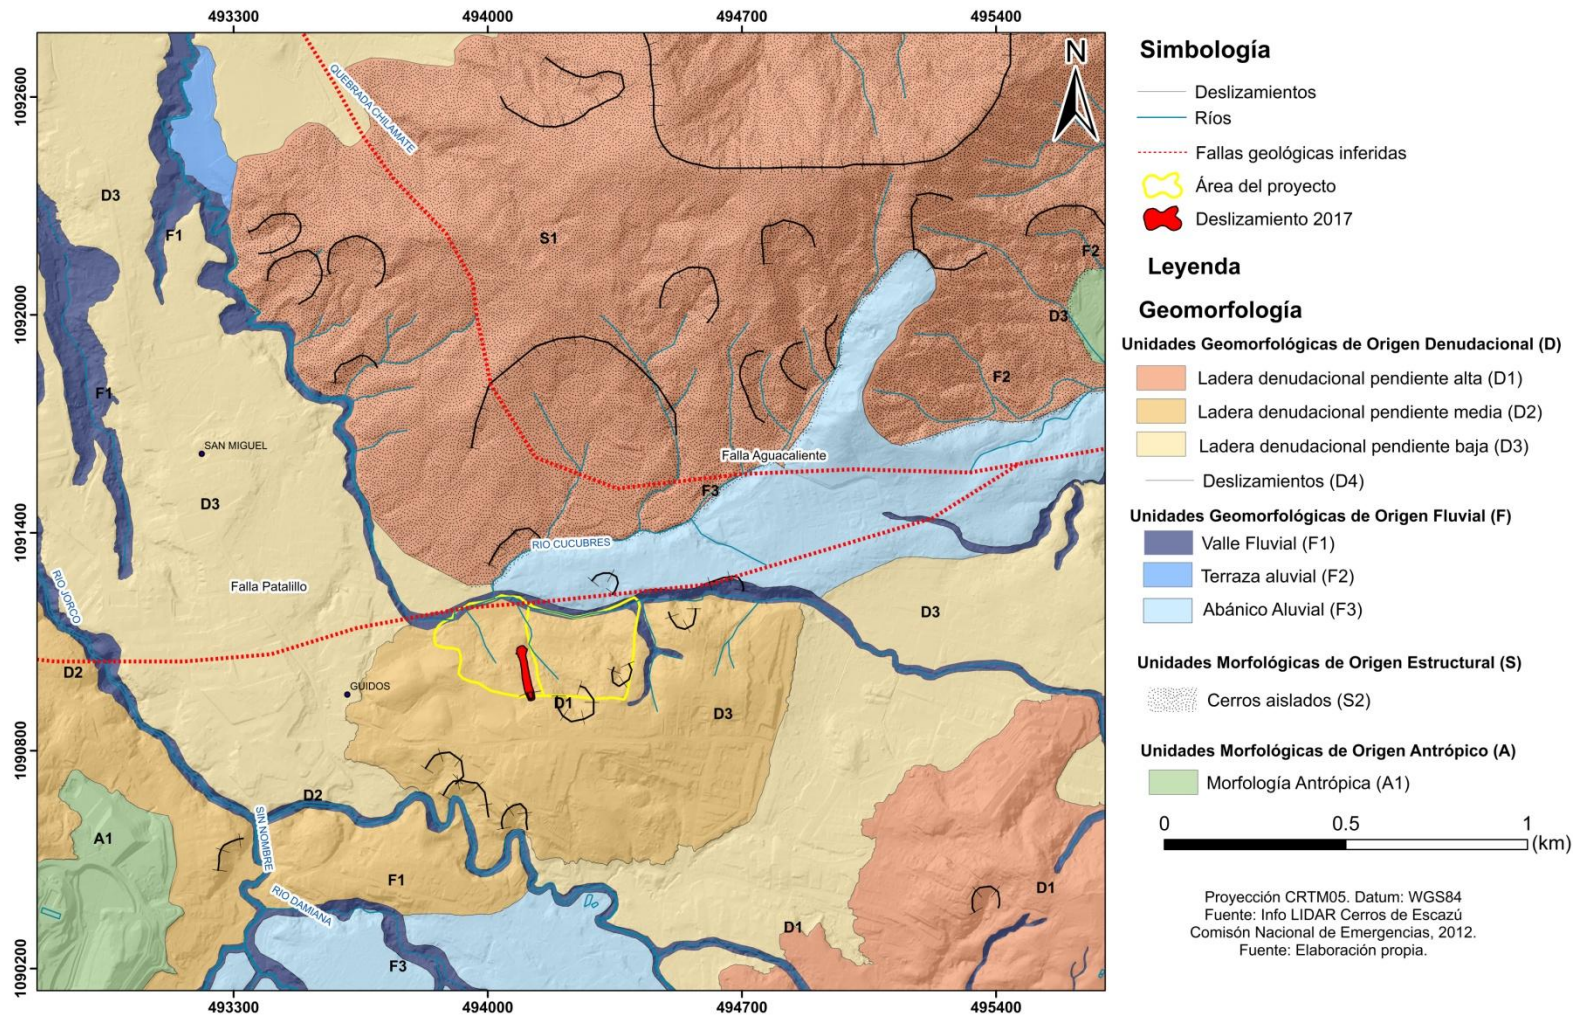 493300
494000
494700
495400
1092600
1092000
1091400
1090800
1090200
QUEBRADA CHILAMATE
D3
F1
S1
F2
D3
F2
F1
SAN MIGUEL
Falla Aguacaliente
D3
F3
RIO CUCUBRES
RIO JORCO
Falla Patalillo
D3
D2
GUIDOS
D1
D3
D2
A1
SIN NOMBRE
F1
RIO DAMIANA
D1
D1
F3
493300
494000
494700
495400
N
Simbología
Deslizamientos
Ríos
Fallas geológicas inferidas
Área del proyecto
Deslizamiento 2017
Leyenda
Geomorfología
Unidades Geomorfológicas de Origen Denudacional (D)
Ladera denudacional pendiente alta (D1)
Ladera denudacional pendiente media (D2)
Ladera denudacional pendiente baja (D3)
Deslizamientos (D4)
Unidades Geomorfológicas de Origen Fluvial (F)
Valle Fluvial (F1)
Terraza aluvial (F2)
Abánico Aluvial (F3)
Unidades Morfológicas de Origen Estructural (S)
Cerros aislados (S2)
Unidades Morfológicas de Origen Antrópico (A)
Morfología Antrópica (A1)
0 0.5 1
(km)
Proyección CRTM05. Datum: WGS84
Fuente: Info LIDAR Cerros de Escazú
Comisón Nacional de Emergencias, 2012.
Fuente: Elaboración propia.